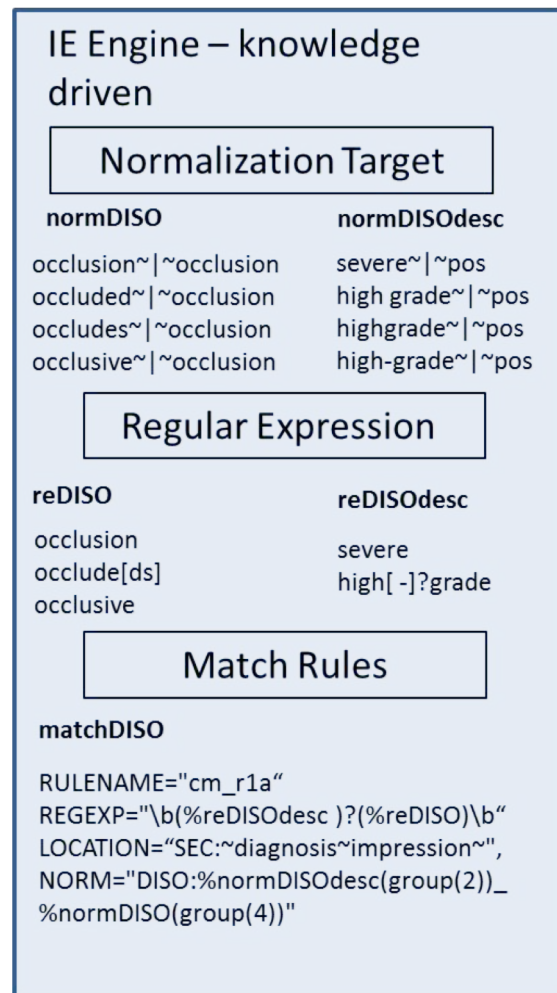 IE Engine – knowledge
driven
Normalization Target
normDISO normDISOdesc
occlusion~|~occlusion severe~|~pos
occluded~|~occlusion high grade~|~pos
occludes~|~occlusion highgrade~|~pos
occlusive~|~occlusion high-grade~|~pos
Regular Expression
reDISO reDISOdesc
occlusion severe
occlude[ds] high[ -]?grade
occlusive
Match Rules
matchDISO
RULENAME="cm_r1a“
REGEXP="\b(%reDISOdesc )?(%reDISO)\b“
LOCATION=“SEC:~diagnosis~impression~",
NORM="DISO:%normDISOdesc(group(2))_
%normDISO(group(4))"